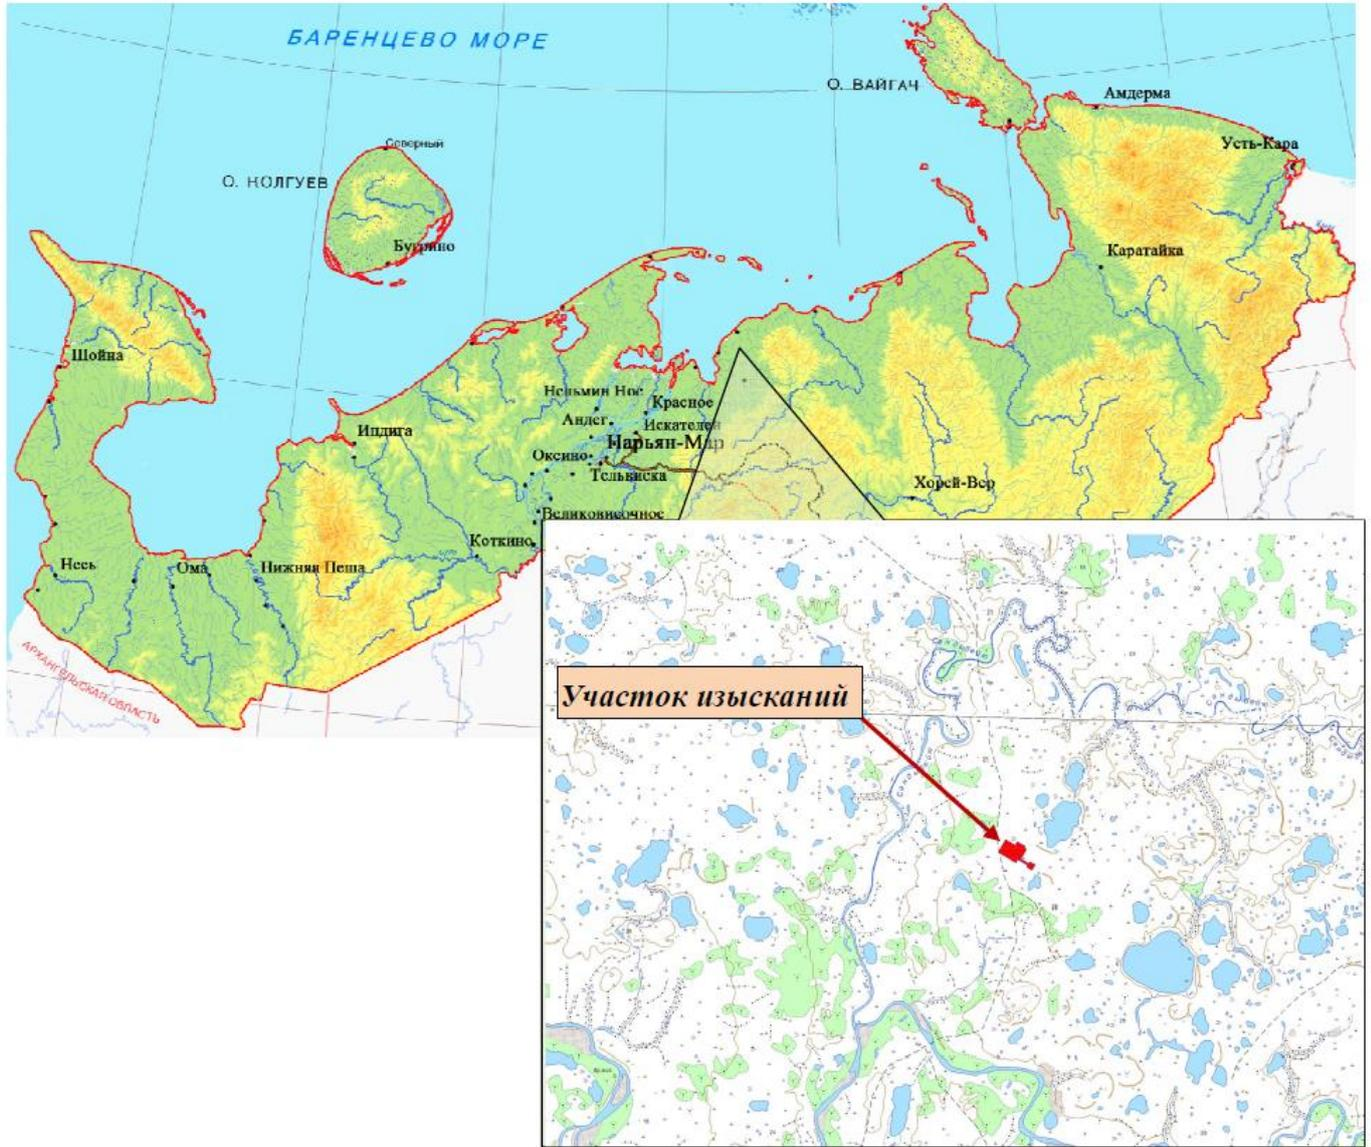 БАРЕНЦЕВО МОРЕ
О. ВАЙГАЧ
Амдерма
Усть-Кара
Северный
О. КОЛГУЕВ
Бугрино
Каратайка
Шойна
Нельмин Нос
Красное
Андег
Искателей
Индига
Нарьян-Мар
Оксино
Тельвиска
Хорей-Вер
Великовисочное
Коткино
Несь
Ома
Нижняя Пеша
АРХАНГЕЛЬСКАЯ ОБЛАСТЬ
Участок изысканий